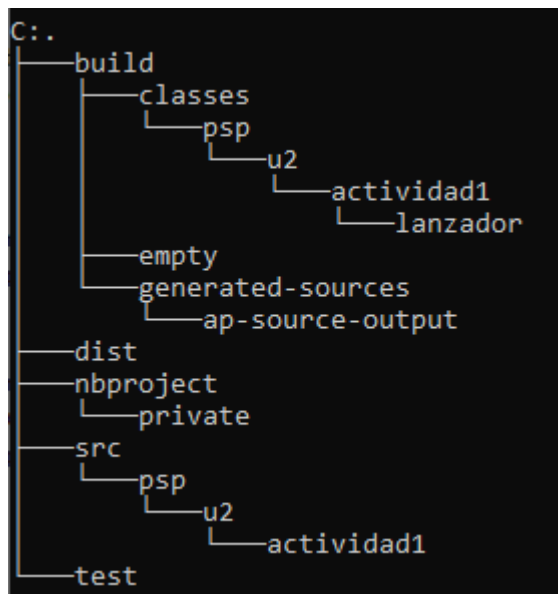 C:.
├───build
│   ├───classes
│   │   └───psp
│   │       └───u2
│   │           └───actividad1
│   │               └───lanzador
│   ├───empty
│   └───generated-sources
│       └───ap-source-output
├───dist
├───nbproject
│   └───private
├───src
│   └───psp
│       └───u2
│           └───actividad1
└───test